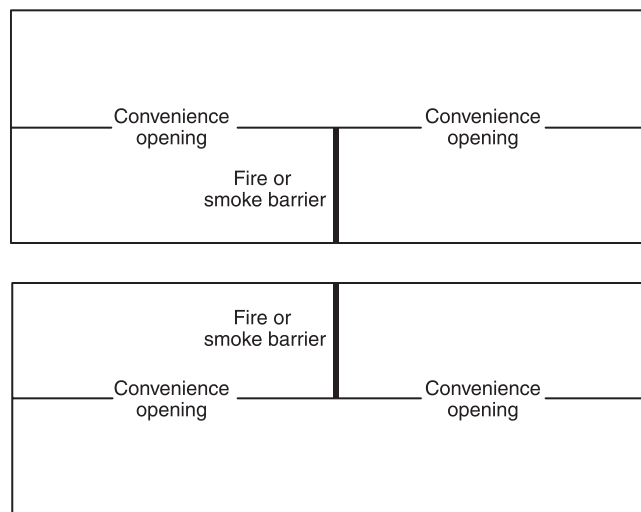 Convenience
opening
Convenience
opening
Fire or
smoke barrier
Fire or
smoke barrier
Convenience
opening
Convenience
opening